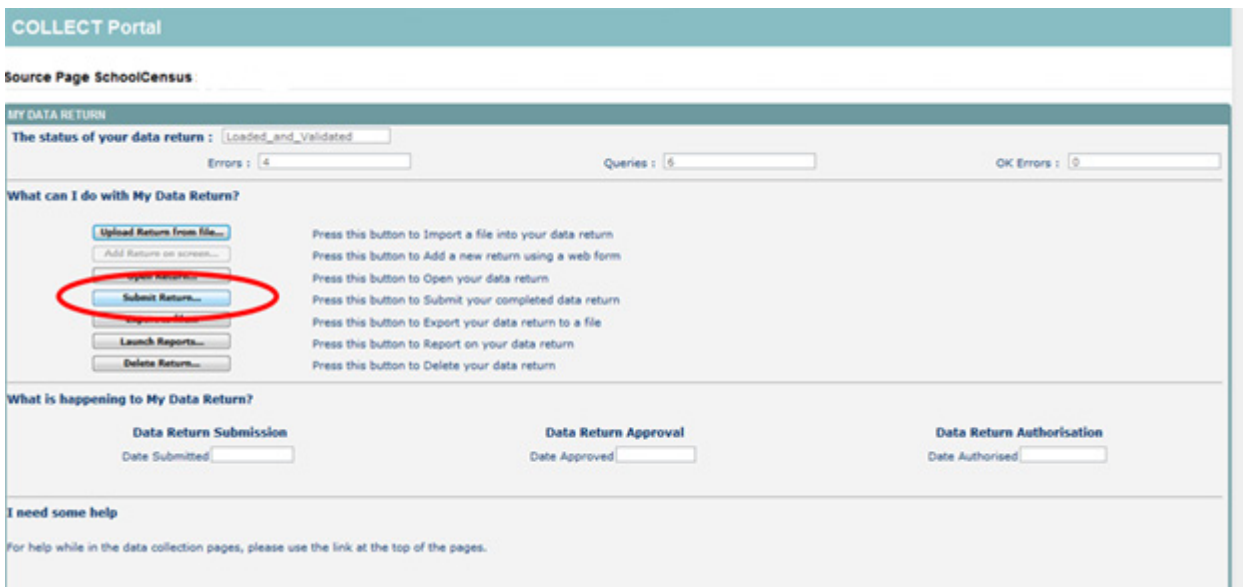 COLLECT Portal
Source Page SchoolCensus
MY DATA RETURN
The status of your data return : Loaded_and_Validated
Errors : 4 Queries : 6 OK Errors : 0
What can I do with My Data Return?
Upload Return from file... Press this button to Import a file into your data return
Add Return on screen... Press this button to Add a new return using a web form
Open Return... Press this button to Open your data return
Submit Return... Press this button to Submit your completed data return
Export to file... Press this button to Export your data return to a file
Launch Reports... Press this button to Report on your data return
Delete Return... Press this button to Delete your data return
What is happening to My Data Return?
Data Return Submission Data Return Approval Data Return Authorisation
Date Submitted Date Approved Date Authorised
I need some help
For help while in the data collection pages, please use the link at the top of the pages.